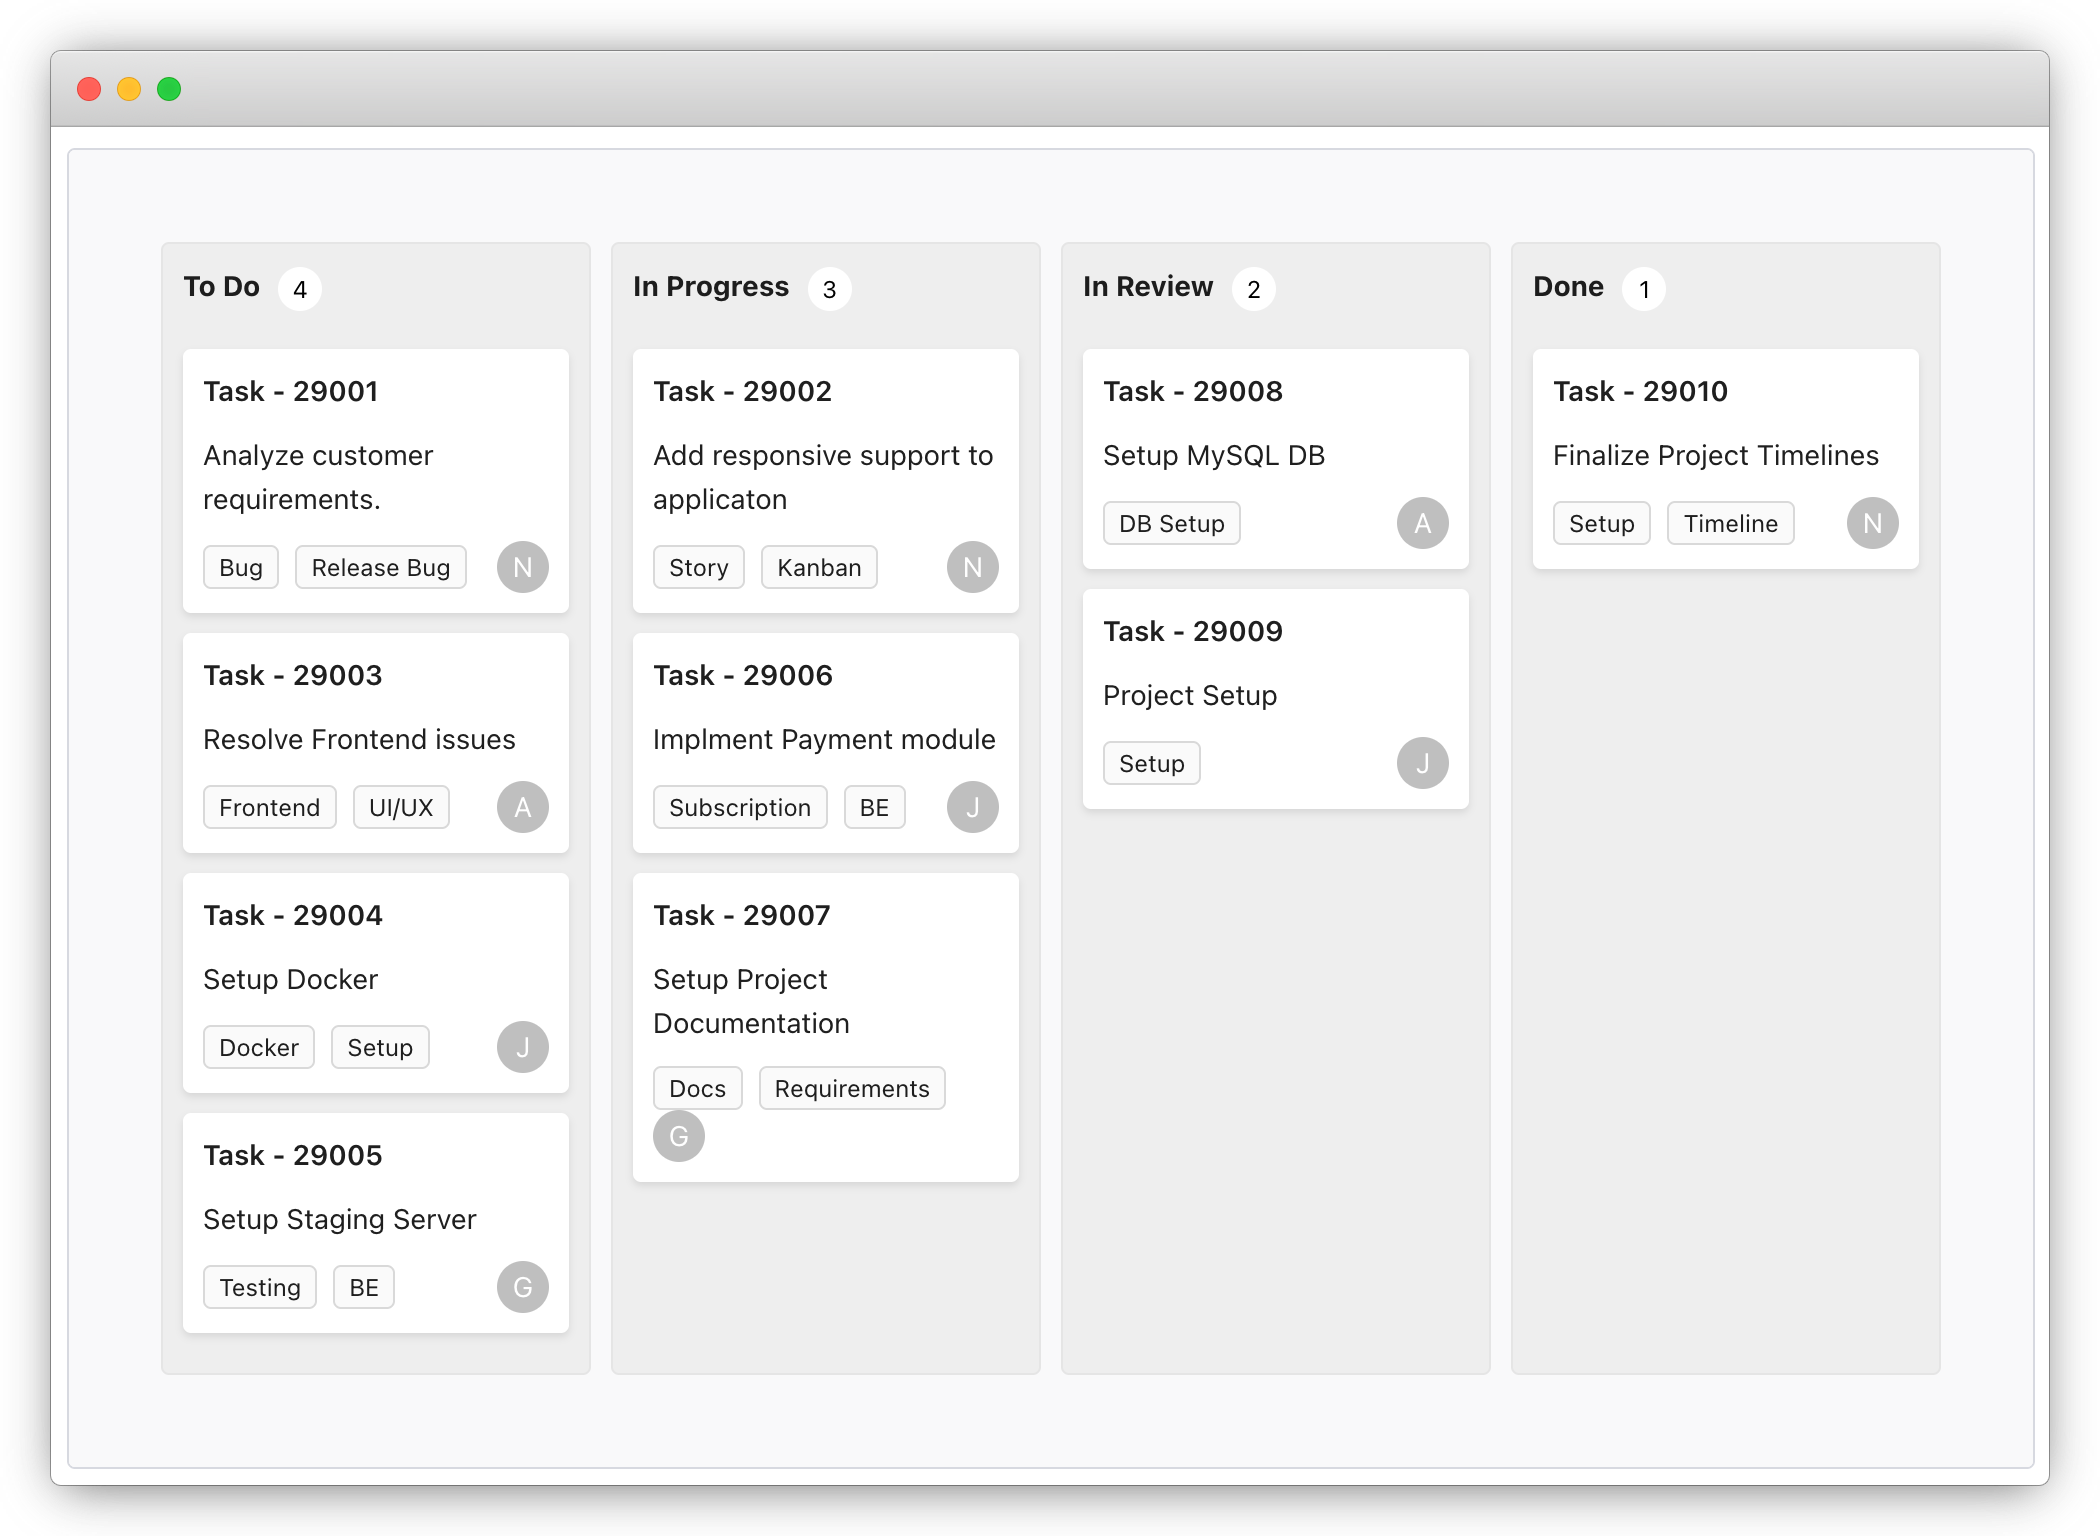 To Do 4
Task - 29001
Analyze customer
requirements.
Bug Release Bug N
Task - 29003
Resolve Frontend issues
Frontend UI/UX A
Task - 29004
Setup Docker
Docker Setup J
Task - 29005
Setup Staging Server
Testing BE G
In Progress 3
Task - 29002
Add responsive support to
applicaton
Story Kanban N
Task - 29006
Implment Payment module
Subscription BE J
Task - 29007
Setup Project
Documentation
Docs Requirements
G
In Review 2
Task - 29008
Setup MySQL DB
DB Setup A
Task - 29009
Project Setup
Setup J
Done 1
Task - 29010
Finalize Project Timelines
Setup Timeline N